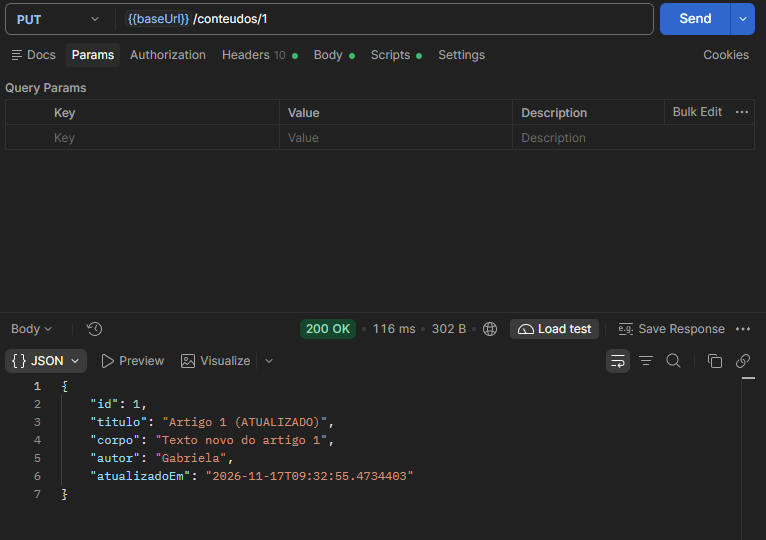 PUT {{baseUrl}} /conteudos/1 Send
Docs Params Authorization Headers 10 Body Scripts Settings Cookies
Query Params
Key Value Description Bulk Edit
Key Value Description
Body 200 OK 116 ms 302 B Load test e.g. Save Response
{ } JSON Preview Visualize
1 {
2 "id": 1,
3 "titulo": "Artigo 1 (ATUALIZADO)",
4 "corpo": "Texto novo do artigo 1",
5 "autor": "Gabriela",
6 "atualizadoEm": "2026-11-17T09:32:55.4734403"
7 }